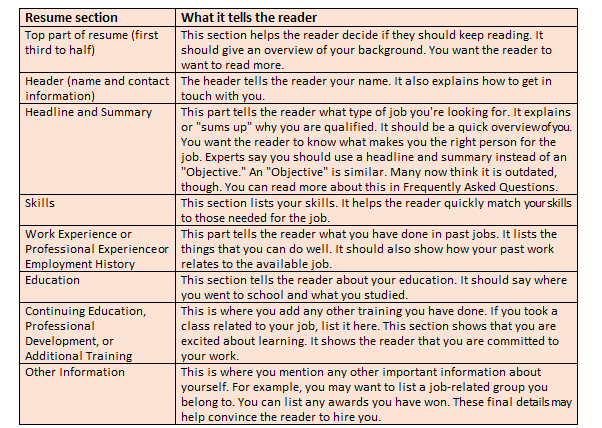 Resume section What it tells the reader
Top part of resume (first This section helps the reader decide if they should keep reading. It
third to half) should give an overview of your background. You want the reader to
want to read more.
Header (name and contact The header tells the reader your name. It also explains how to get in
information) touch with you.
Headline and Summary This part tells the reader what type of job you're looking for. It explains
or "sums up" why you are qualified. It should be a quick overview of you.
You want the reader to know what makes you the right person for the
job. Experts say you should use a headline and summary instead of an
"Objective." An "Objective" is similar. Many now think it is outdated,
though. You can read more about this in Frequently Asked Questions.
Skills This section lists your skills. It helps the reader quickly match your skills
to those needed for the job.
Work Experience or This part tells the reader what you have done in past jobs. It lists the
Professional Experience or things that you can do well. It should also show how your past work
Employment History relates to the available job.
Education This section tells the reader about your education. It should say where
you went to school and what you studied.
Continuing Education, This is where you add any other training you have done. If you took a
Professional class related to your job, list it here. This section shows that you are
Development, or excited about learning. It shows the reader that you are committed to
Additional Training your work.
Other Information This is where you mention any other important information about
yourself. For example, you may want to list a job-related group you
belong to. You can list any awards you have won. These final details may
help convince the reader to hire you.